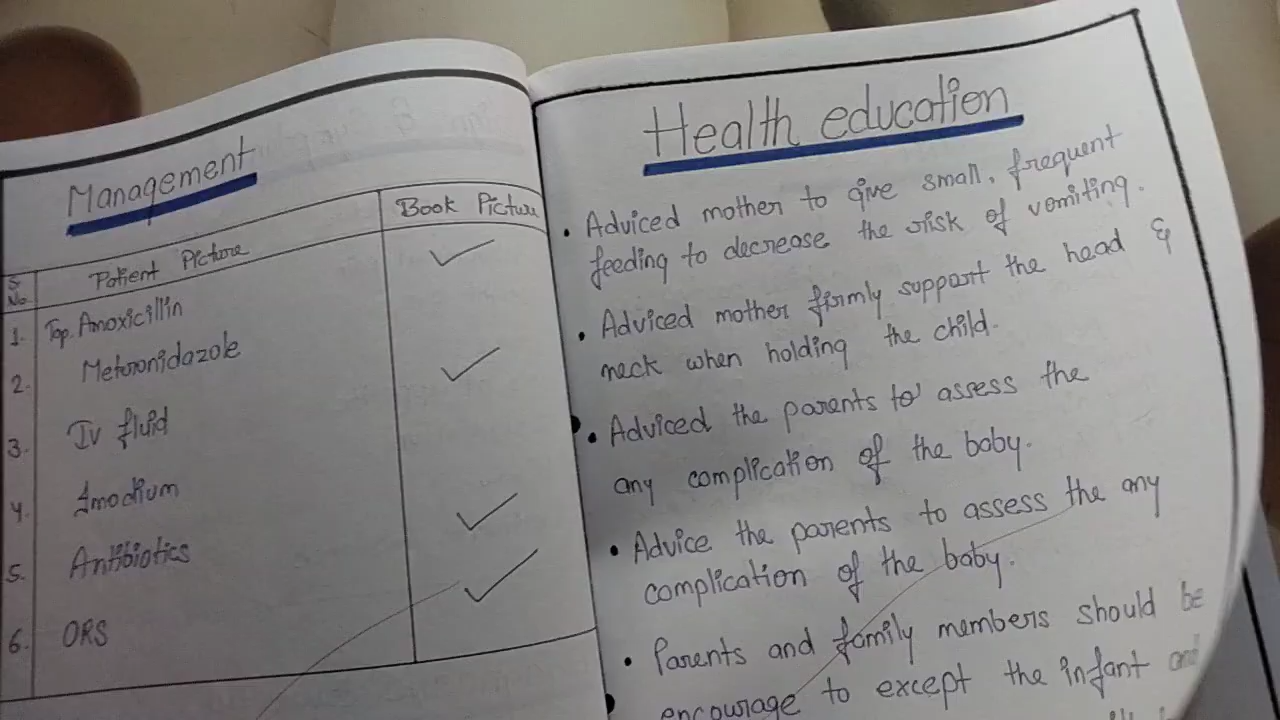 Management
S. No.
Patient Picture
Book Picture
1. Tap. Amoxicillin
2. Metronidazole
3. IV fluid
4. Imodium
5. Antibiotics
6. ORS
Health education
• Adviced mother to give small, frequent
feeding to decrease the risk of vomiting.
• Adviced mother firmly support the head &
neck when holding the child.
• Adviced the parents to assess the
any complication of the baby.
• Advice the parents to assess the any
complication of the baby.
• Parents and family members should be
encourage to except the infant and